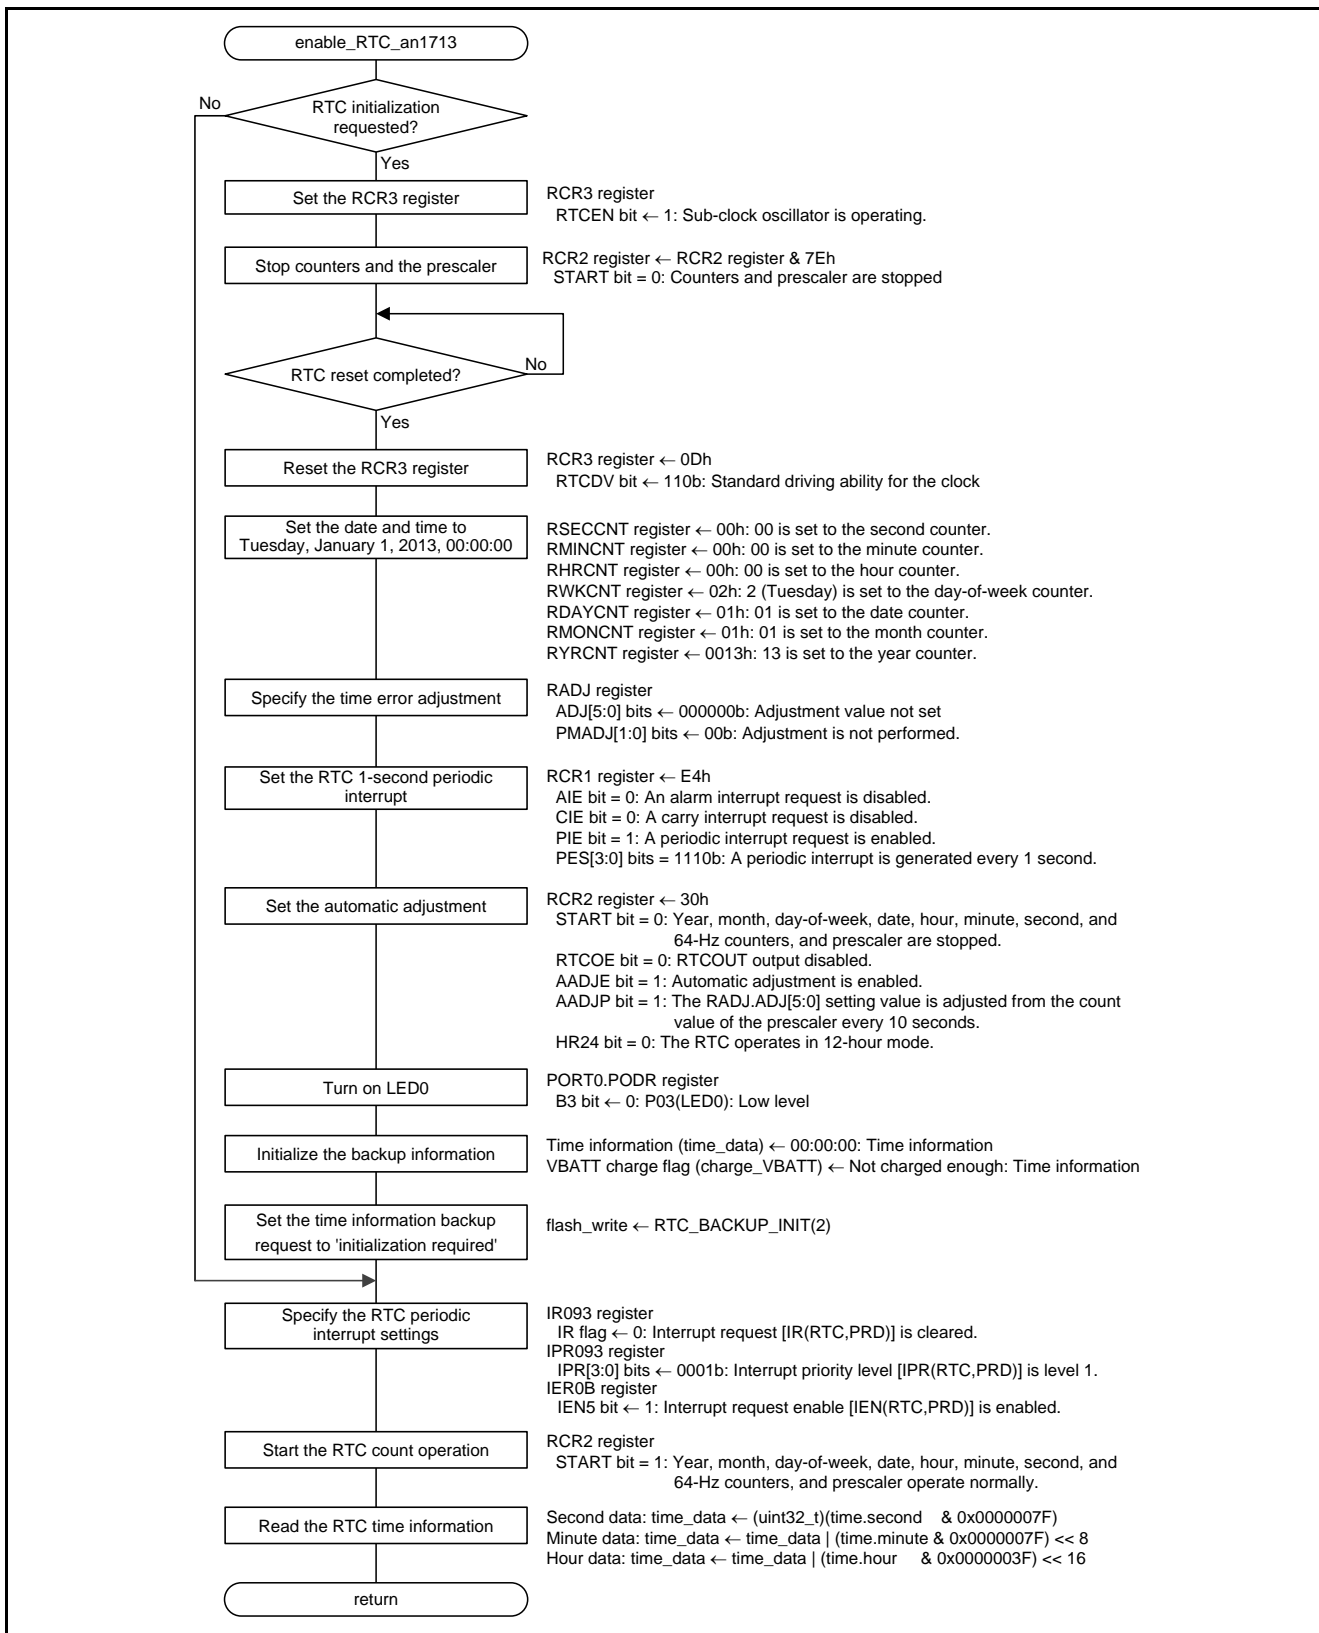 enable_RTC_an1713
No
RTC initialization
requested?
Yes
Set the RCR3 register
RCR3 register
RTCEN bit ← 1: Sub-clock oscillator is operating.
Stop counters and the prescaler
RCR2 register ← RCR2 register & 7Eh
START bit = 0: Counters and prescaler are stopped
RTC reset completed?
No
Yes
Reset the RCR3 register
RCR3 register ← 0Dh
RTCDV bit ← 110b: Standard driving ability for the clock
Set the date and time to
Tuesday, January 1, 2013, 00:00:00
RSECCNT register ← 00h: 00 is set to the second counter.
RMINCNT register ← 00h: 00 is set to the minute counter.
RHRCNT register ← 00h: 00 is set to the hour counter.
RWKCNT register ← 02h: 2 (Tuesday) is set to the day-of-week counter.
RDAYCNT register ← 01h: 01 is set to the date counter.
RMONCNT register ← 01h: 01 is set to the month counter.
RYRCNT register ← 0013h: 13 is set to the year counter.
Specify the time error adjustment
RADJ register
ADJ[5:0] bits ← 000000b: Adjustment value not set
PMADJ[1:0] bits ← 00b: Adjustment is not performed.
Set the RTC 1-second periodic
interrupt
RCR1 register ← E4h
AIE bit = 0: An alarm interrupt request is disabled.
CIE bit = 0: A carry interrupt request is disabled.
PIE bit = 1: A periodic interrupt request is enabled.
PES[3:0] bits = 1110b: A periodic interrupt is generated every 1 second.
Set the automatic adjustment
RCR2 register ← 30h
START bit = 0: Year, month, day-of-week, date, hour, minute, second, and
64-Hz counters, and prescaler are stopped.
RTCOE bit = 0: RTCOUT output disabled.
AADJE bit = 1: Automatic adjustment is enabled.
AADJP bit = 1: The RADJ.ADJ[5:0] setting value is adjusted from the count
value of the prescaler every 10 seconds.
HR24 bit = 0: The RTC operates in 12-hour mode.
Turn on LED0
PORT0.PODR register
B3 bit ← 0: P03(LED0): Low level
Initialize the backup information
Time information (time_data) ← 00:00:00: Time information
VBATT charge flag (charge_VBATT) ← Not charged enough: Time information
Set the time information backup
request to 'initialization required'
flash_write ← RTC_BACKUP_INIT(2)
Specify the RTC periodic
interrupt settings
IR093 register
IR flag ← 0: Interrupt request [IR(RTC,PRD)] is cleared.
IPR093 register
IPR[3:0] bits ← 0001b: Interrupt priority level [IPR(RTC,PRD)] is level 1.
IER0B register
IEN5 bit ← 1: Interrupt request enable [IEN(RTC,PRD)] is enabled.
Start the RTC count operation
RCR2 register
START bit = 1: Year, month, day-of-week, date, hour, minute, second, and
64-Hz counters, and prescaler operate normally.
Read the RTC time information
Second data: time_data ← (uint32_t)(time.second & 0x0000007F)
Minute data: time_data ← time_data | (time.minute & 0x0000007F) << 8
Hour data: time_data ← time_data | (time.hour & 0x0000003F) << 16
return